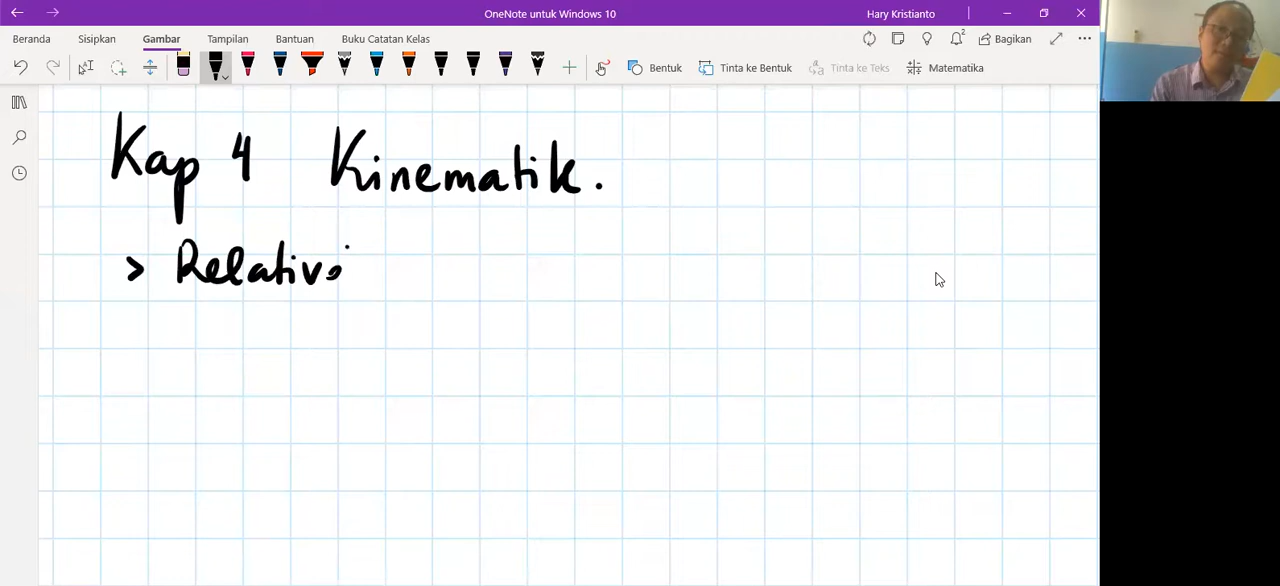 OneNote untuk Windows 10
Hary Kristianto
Beranda Sisipkan Gambar Tampilan Bantuan Buku Catatan Kelas
2 Bagikan
Bentuk Tinta ke Bentuk Tinta ke Teks Matematika
Kap 4 Kinematik.
> Relativ